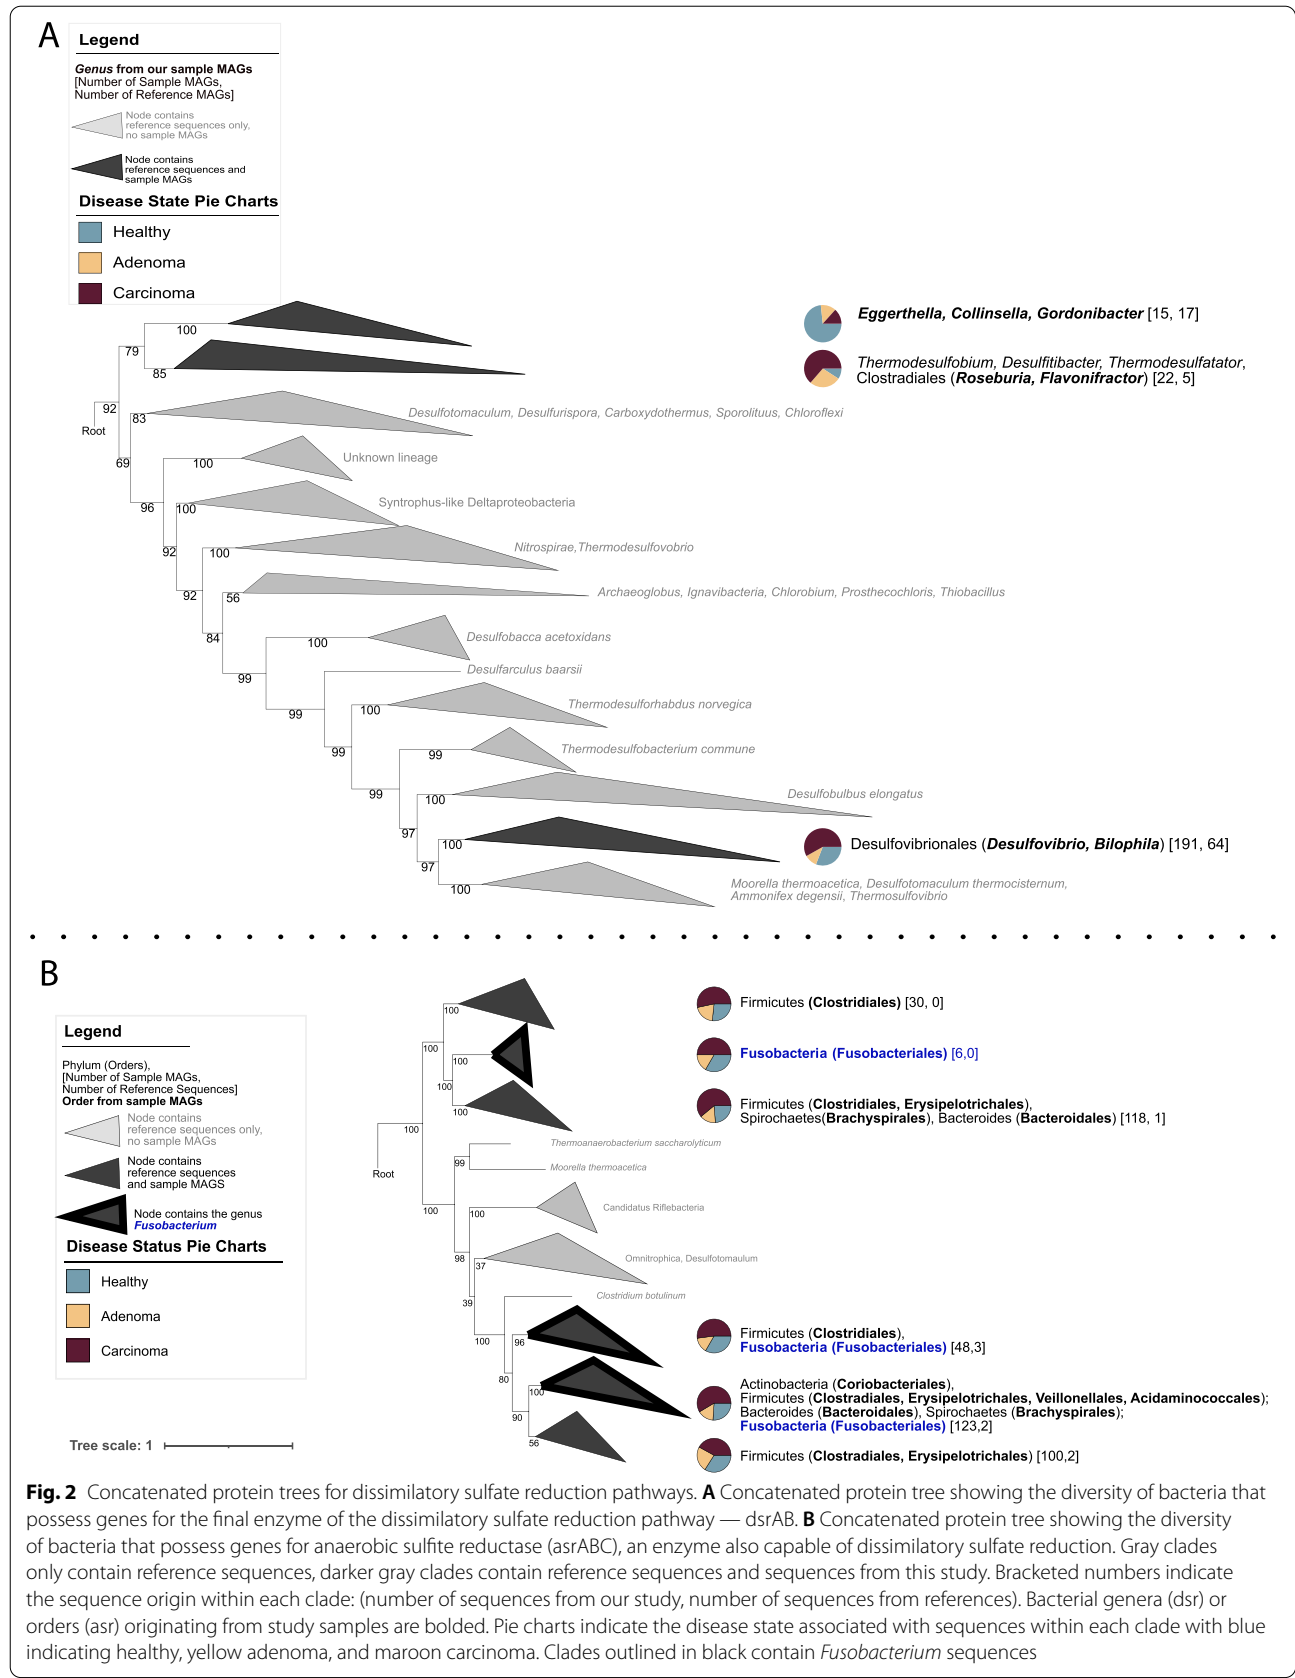 A
Legend
Genus from our sample MAGs
[Number of Sample MAGs,
Number of Reference MAGs]
Node contains
reference sequences only,
no sample MAGs
Node contains
reference sequences and
sample MAGs
Disease State Pie Charts
Healthy
Adenoma
Carcinoma
100
Eggerthella, Collinsella, Gordonibacter [15, 17]
79
85
Thermodesulfobium, Desulfitibacter, Thermodesulfatator,
Clostradiales (Roseburia, Flavonifractor) [22, 5]
92
Root
83
Desulfotomaculum, Desulfurispora, Carboxydothermus, Sporolituus, Chloroflexi
69
100
Unknown lineage
96
100
Syntrophus-like Deltaproteobacteria
92
100
Nitrospirae,Thermodesulfovobrio
92
56
Archaeoglobus, Ignavibacteria, Chlorobium, Prosthecochloris, Thiobacillus
84
100
Desulfobacca acetoxidans
99
Desulfarculus baarsii
99
100
Thermodesulforhabdus norvegica
99
99
Thermodesulfobacterium commune
99
100
Desulfobulbus elongatus
97
100
Desulfovibrionales (Desulfovibrio, Bilophila) [191, 64]
97
100
Moorella thermoacetica, Desulfotomaculum thermocisternum,
Ammonifex degensii, Thermosulfovibrio
B
Legend
Phylum (Orders),
[Number of Sample MAGs,
Number of Reference Sequences]
Order from sample MAGs
Node contains
reference sequences only,
no sample MAGs
Node contains
reference sequences
and sample MAGS
Node contains the genus
Fusobacterium
Disease Status Pie Charts
Healthy
Adenoma
Carcinoma
Tree scale: 1
100
Firmicutes (Clostridiales) [30, 0]
100
100
Fusobacteria (Fusobacteriales) [6,0]
100
100
Firmicutes (Clostridiales, Erysipelotrichales),
Spirochaetes(Brachyspirales), Bacteroides (Bacteroidales) [118, 1]
100
Root
Thermoanaerobacterium saccharolyticum
99
Moorella thermoacetica
100
100
Candidatus Riflebacteria
98
37
Omnitrophica, Desulfotomaulum
39
Clostridium botulinum
100
96
Firmicutes (Clostridiales),
Fusobacteria (Fusobacteriales) [48,3]
80
100
Actinobacteria (Coriobacteriales),
Firmicutes (Clostradiales, Erysipelotrichales, Veillonellales, Acidaminococcales);
Bacteroides (Bacteroidales), Spirochaetes (Brachyspirales);
Fusobacteria (Fusobacteriales) [123,2]
90
56
Firmicutes (Clostradiales, Erysipelotrichales) [100,2]
Fig. 2 Concatenated protein trees for dissimilatory sulfate reduction pathways. A Concatenated protein tree showing the diversity of bacteria that
possess genes for the final enzyme of the dissimilatory sulfate reduction pathway — dsrAB. B Concatenated protein tree showing the diversity
of bacteria that possess genes for anaerobic sulfite reductase (asrABC), an enzyme also capable of dissimilatory sulfate reduction. Gray clades
only contain reference sequences, darker gray clades contain reference sequences and sequences from this study. Bracketed numbers indicate
the sequence origin within each clade: (number of sequences from our study, number of sequences from references). Bacterial genera (dsr) or
orders (asr) originating from study samples are bolded. Pie charts indicate the disease state associated with sequences within each clade with blue
indicating healthy, yellow adenoma, and maroon carcinoma. Clades outlined in black contain Fusobacterium sequences